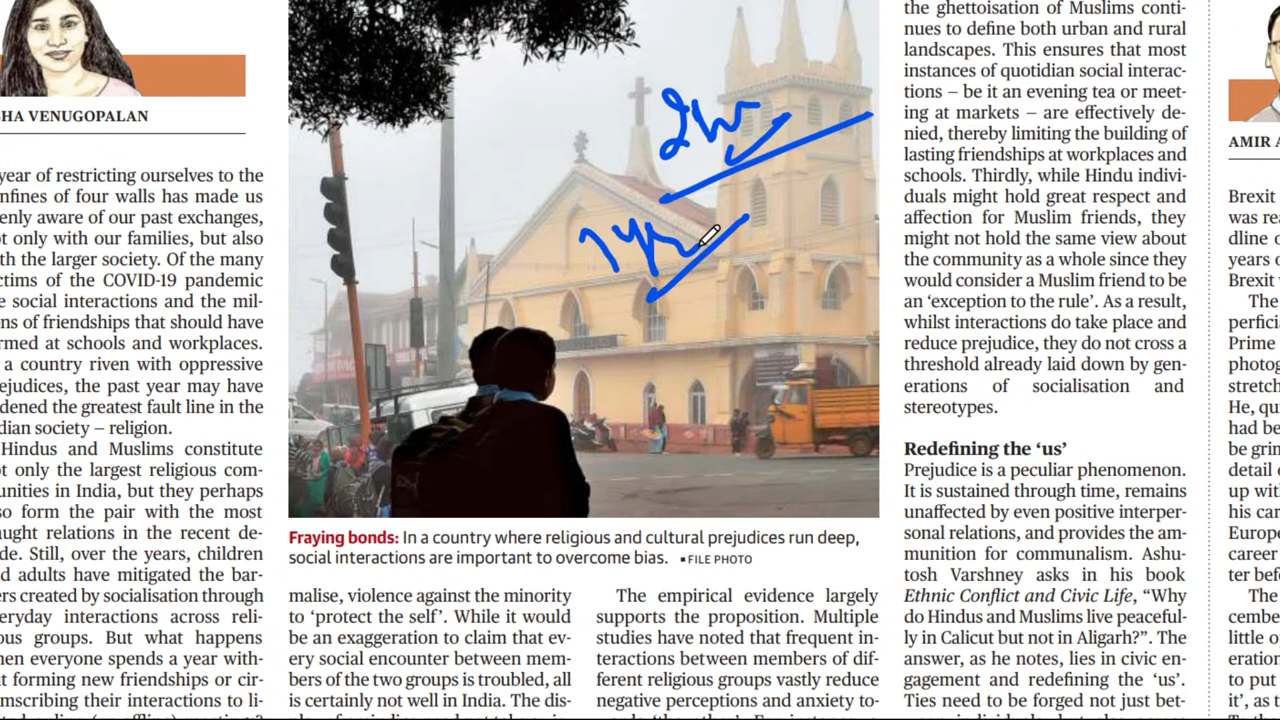 SHA VENUGOPALAN
year of restricting ourselves to the
nfines of four walls has made us
enly aware of our past exchanges,
t only with our families, but also
th the larger society. Of the many
ctims of the COVID-19 pandemic
e social interactions and the mil-
ns of friendships that should have
rmed at schools and workplaces.
a country riven with oppressive
ejudices, the past year may have
dened the greatest fault line in the
dian society – religion.
Hindus and Muslims constitute
t only the largest religious com-
unities in India, but they perhaps
so form the pair with the most
aught relations in the recent de-
de. Still, over the years, children
d adults have mitigated the bar-
ers created by socialisation through
eryday interactions across reli-
ous groups. But what happens
hen everyone spends a year with-
t forming new friendships or cir-
mscribing their interactions to li-
2hr
1yr
Fraying bonds: In a country where religious and cultural prejudices run deep,
social interactions are important to overcome bias. ▪ FILE PHOTO
malise, violence against the minority
to ‘protect the self’. While it would
be an exaggeration to claim that ev-
ery social encounter between mem-
bers of the two groups is troubled, all
is certainly not well in India. The dis-
The empirical evidence largely
supports the proposition. Multiple
studies have noted that frequent in-
teractions between members of dif-
ferent religious groups vastly reduce
negative perceptions and anxiety to-
the ghettoisation of Muslims conti-
nues to define both urban and rural
landscapes. This ensures that most
instances of quotidian social interac-
tions – be it an evening tea or meet-
ing at markets – are effectively de-
nied, thereby limiting the building of
lasting friendships at workplaces and
schools. Thirdly, while Hindu indivi-
duals might hold great respect and
affection for Muslim friends, they
might not hold the same view about
the community as a whole since they
would consider a Muslim friend to be
an ‘exception to the rule’. As a result,
whilst interactions do take place and
reduce prejudice, they do not cross a
threshold already laid down by gen-
erations of socialisation and
stereotypes.
Redefining the ‘us’
Prejudice is a peculiar phenomenon.
It is sustained through time, remains
unaffected by even positive interper-
sonal relations, and provides the am-
munition for communalism. Ashu-
tosh Varshney asks in his book
Ethnic Conflict and Civic Life, “Why
do Hindus and Muslims live peaceful-
ly in Calicut but not in Aligarh?”. The
answer, as he notes, lies in civic en-
gagement and redefining the ‘us’.
Ties need to be forged not just bet-
AMIR A
Brexit
was re
dline o
years o
Brexit
The
perfici
Prime
photog
stretch
He, qu
had be
be grin
detail o
up wit
his car
Europe
career
ter befo
The
cembe
little o
eration
to put
it’, as t